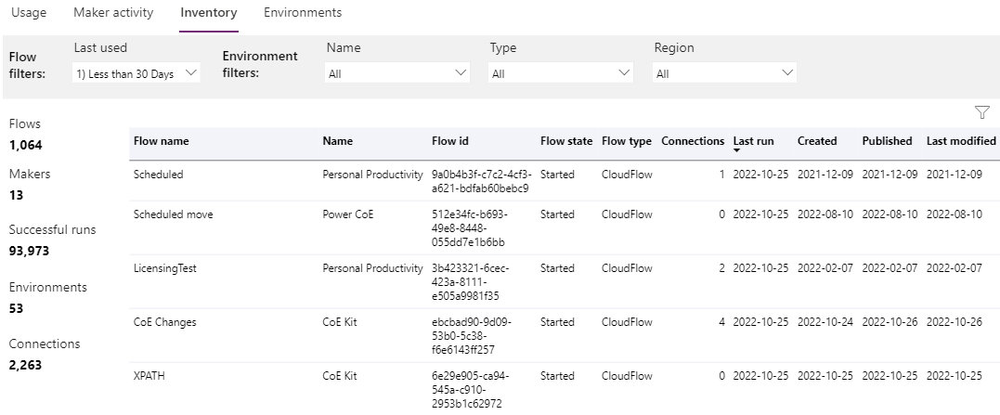 Usage Maker activity Inventory Environments
Flow filters:
Last used
1) Less than 30 Days
Environment filters:
Name
All
Type
All
Region
All
Flows
1,064
Makers
13
Successful runs
93,973
Environments
53
Connections
2,263
Flow name Name Flow id Flow state Flow type Connections Last run Created Published Last modified
Scheduled Personal Productivity 9a0b4b3f-c7c2-4cf3- Started CloudFlow 1 2022-10-25 2021-12-09 2021-12-09 2021-12-09
a621-bdfab60bebc9
Scheduled move Power CoE 512e34fc-b693- Started CloudFlow 0 2022-10-25 2022-08-10 2022-08-10 2022-08-10
49e8-8448-
055dd7e1b6bb
LicensingTest Personal Productivity 3b423321-6cec- Started CloudFlow 2 2022-10-25 2022-02-07 2022-02-07 2022-02-07
423a-8111-
e505a9981f35
CoE Changes CoE Kit ebcbad90-9d09- Started CloudFlow 4 2022-10-25 2022-10-24 2022-10-26 2022-10-26
53b0-5c38-
f6e6143ff257
XPATH CoE Kit 6e29e905-ca94- Started CloudFlow 0 2022-10-25 2022-10-25 2022-10-25 2022-10-25
545a-c910-
2953b1c62972